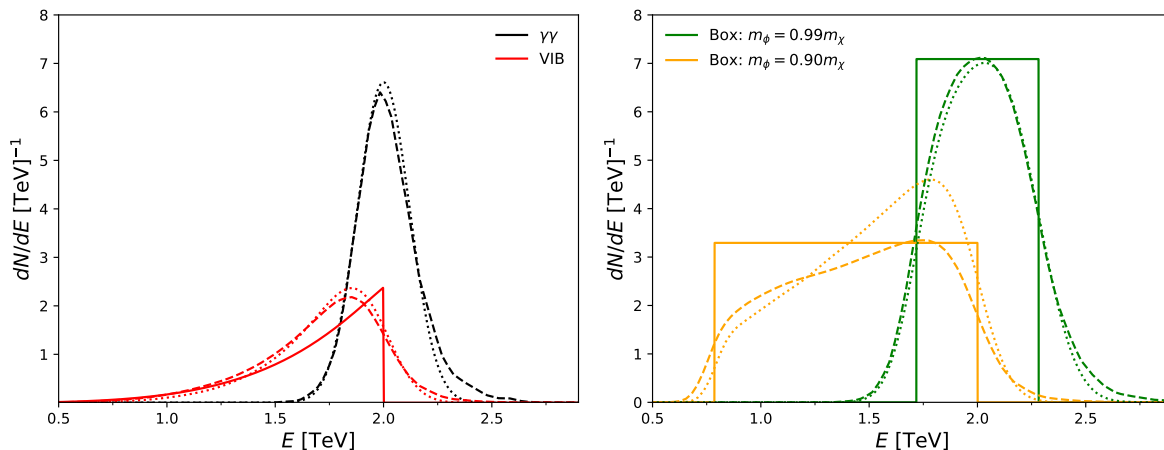 8
7
6
5
4
3
2
1
dN/dE [TeV]⁻¹
γγ
VIB
0.5 1.0 1.5 2.0 2.5
E [TeV]
8
7
6
5
4
3
2
1
0
dN/dE [TeV]⁻¹
Box: m_ϕ = 0.99m_χ
Box: m_ϕ = 0.90m_χ
0.5 1.0 1.5 2.0 2.5
E [TeV]